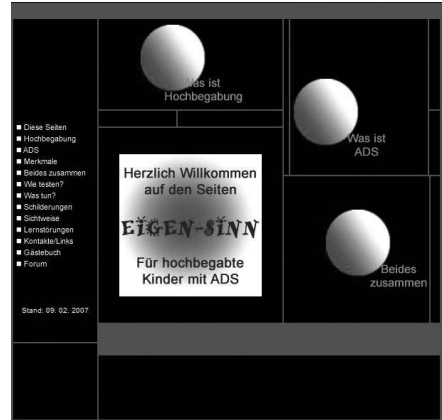 Was ist
Hochbegabung
Was ist
ADS
Diese Seiten
Hochbegabung
ADS
Merkmale
Beides zusammen
Wie testen?
Was tun?
Schilderungen
Sichtweise
Lernstörungen
Kontakte/Links
Gästebuch
Forum
Herzlich Willkommen
auf den Seiten
EiGEN-SiNN
Für hochbegabte
Kinder mit ADS
Beides
zusammen
Stand: 09. 02. 2007